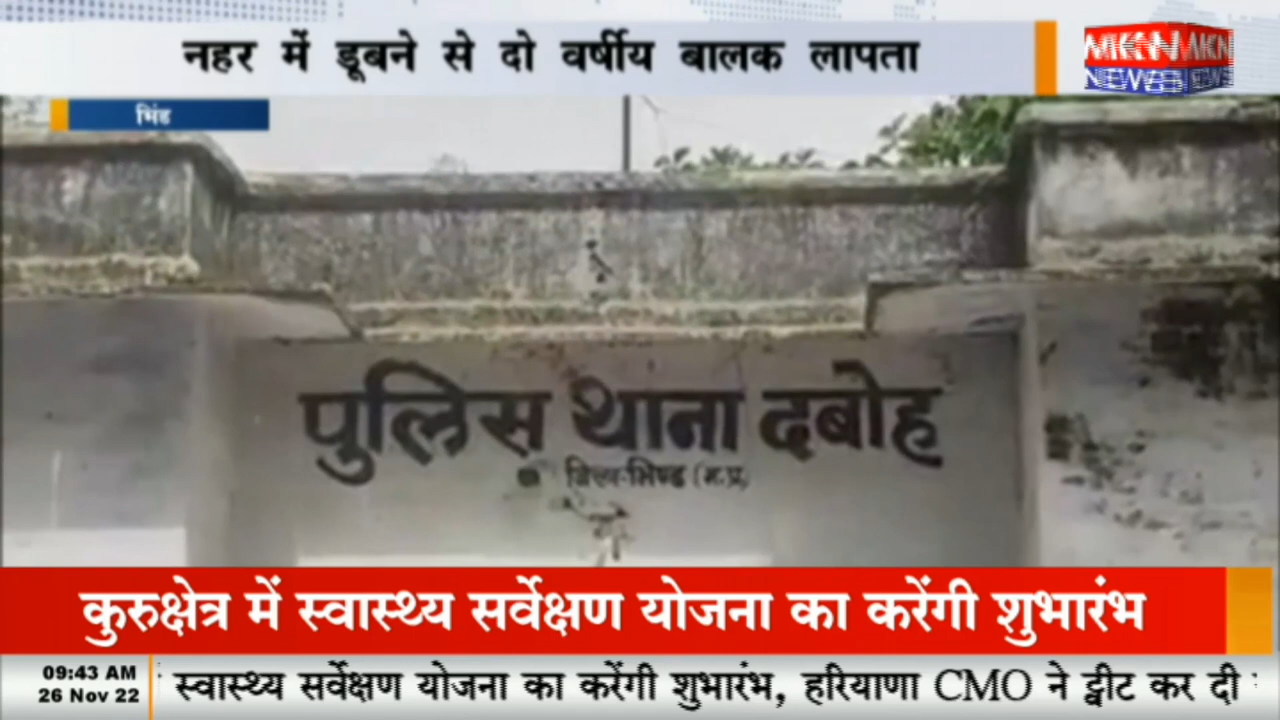 नहर में डूबने से दो वर्षीय बालक लापता
MKN
NEWS
भिंड
पुलिस थाना दबोह
जिला-भिण्ड (म.प्र)
कुरुक्षेत्र में स्वास्थ्य सर्वेक्षण योजना का करेंगी शुभारंभ
09:43 AM
26 Nov 22
स्वास्थ्य सर्वेक्षण योजना का करेंगी शुभारंभ, हरियाणा CMO ने ट्वीट कर दी